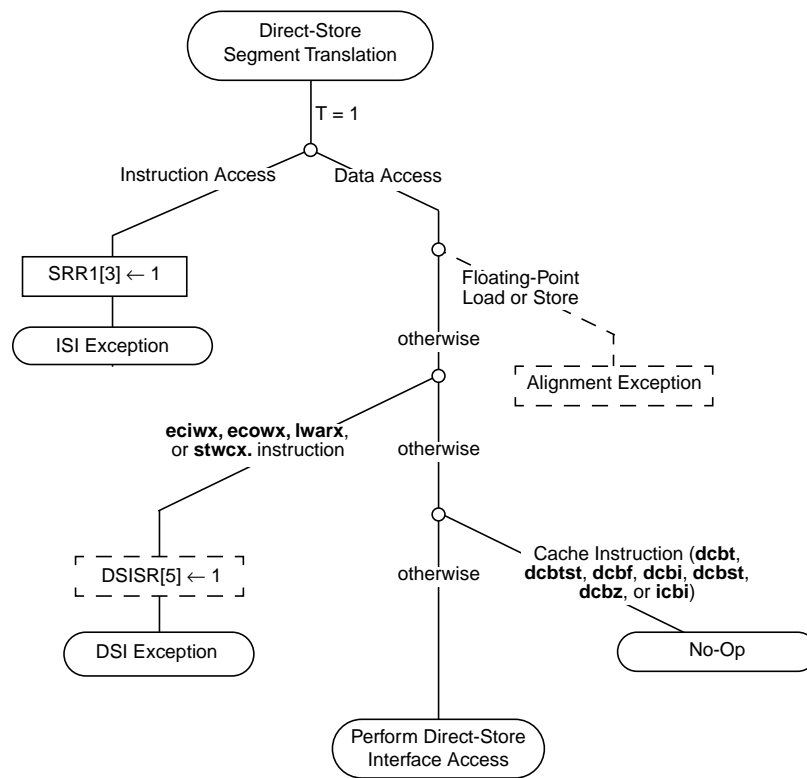 Direct-Store
Segment Translation
T = 1
Instruction Access
Data Access
SRR1[3] ← 1
Floating-Point
Load or Store
ISI Exception
otherwise
Alignment Exception
eciwx, ecowx, lwarx,
or stwcx. instruction
otherwise
DSISR[5] ← 1
otherwise
Cache Instruction (dcbt,
dcbtst, dcbf, dcbi, dcbst,
dcbz, or icbi)
DSI Exception
No-Op
Perform Direct-Store
Interface Access